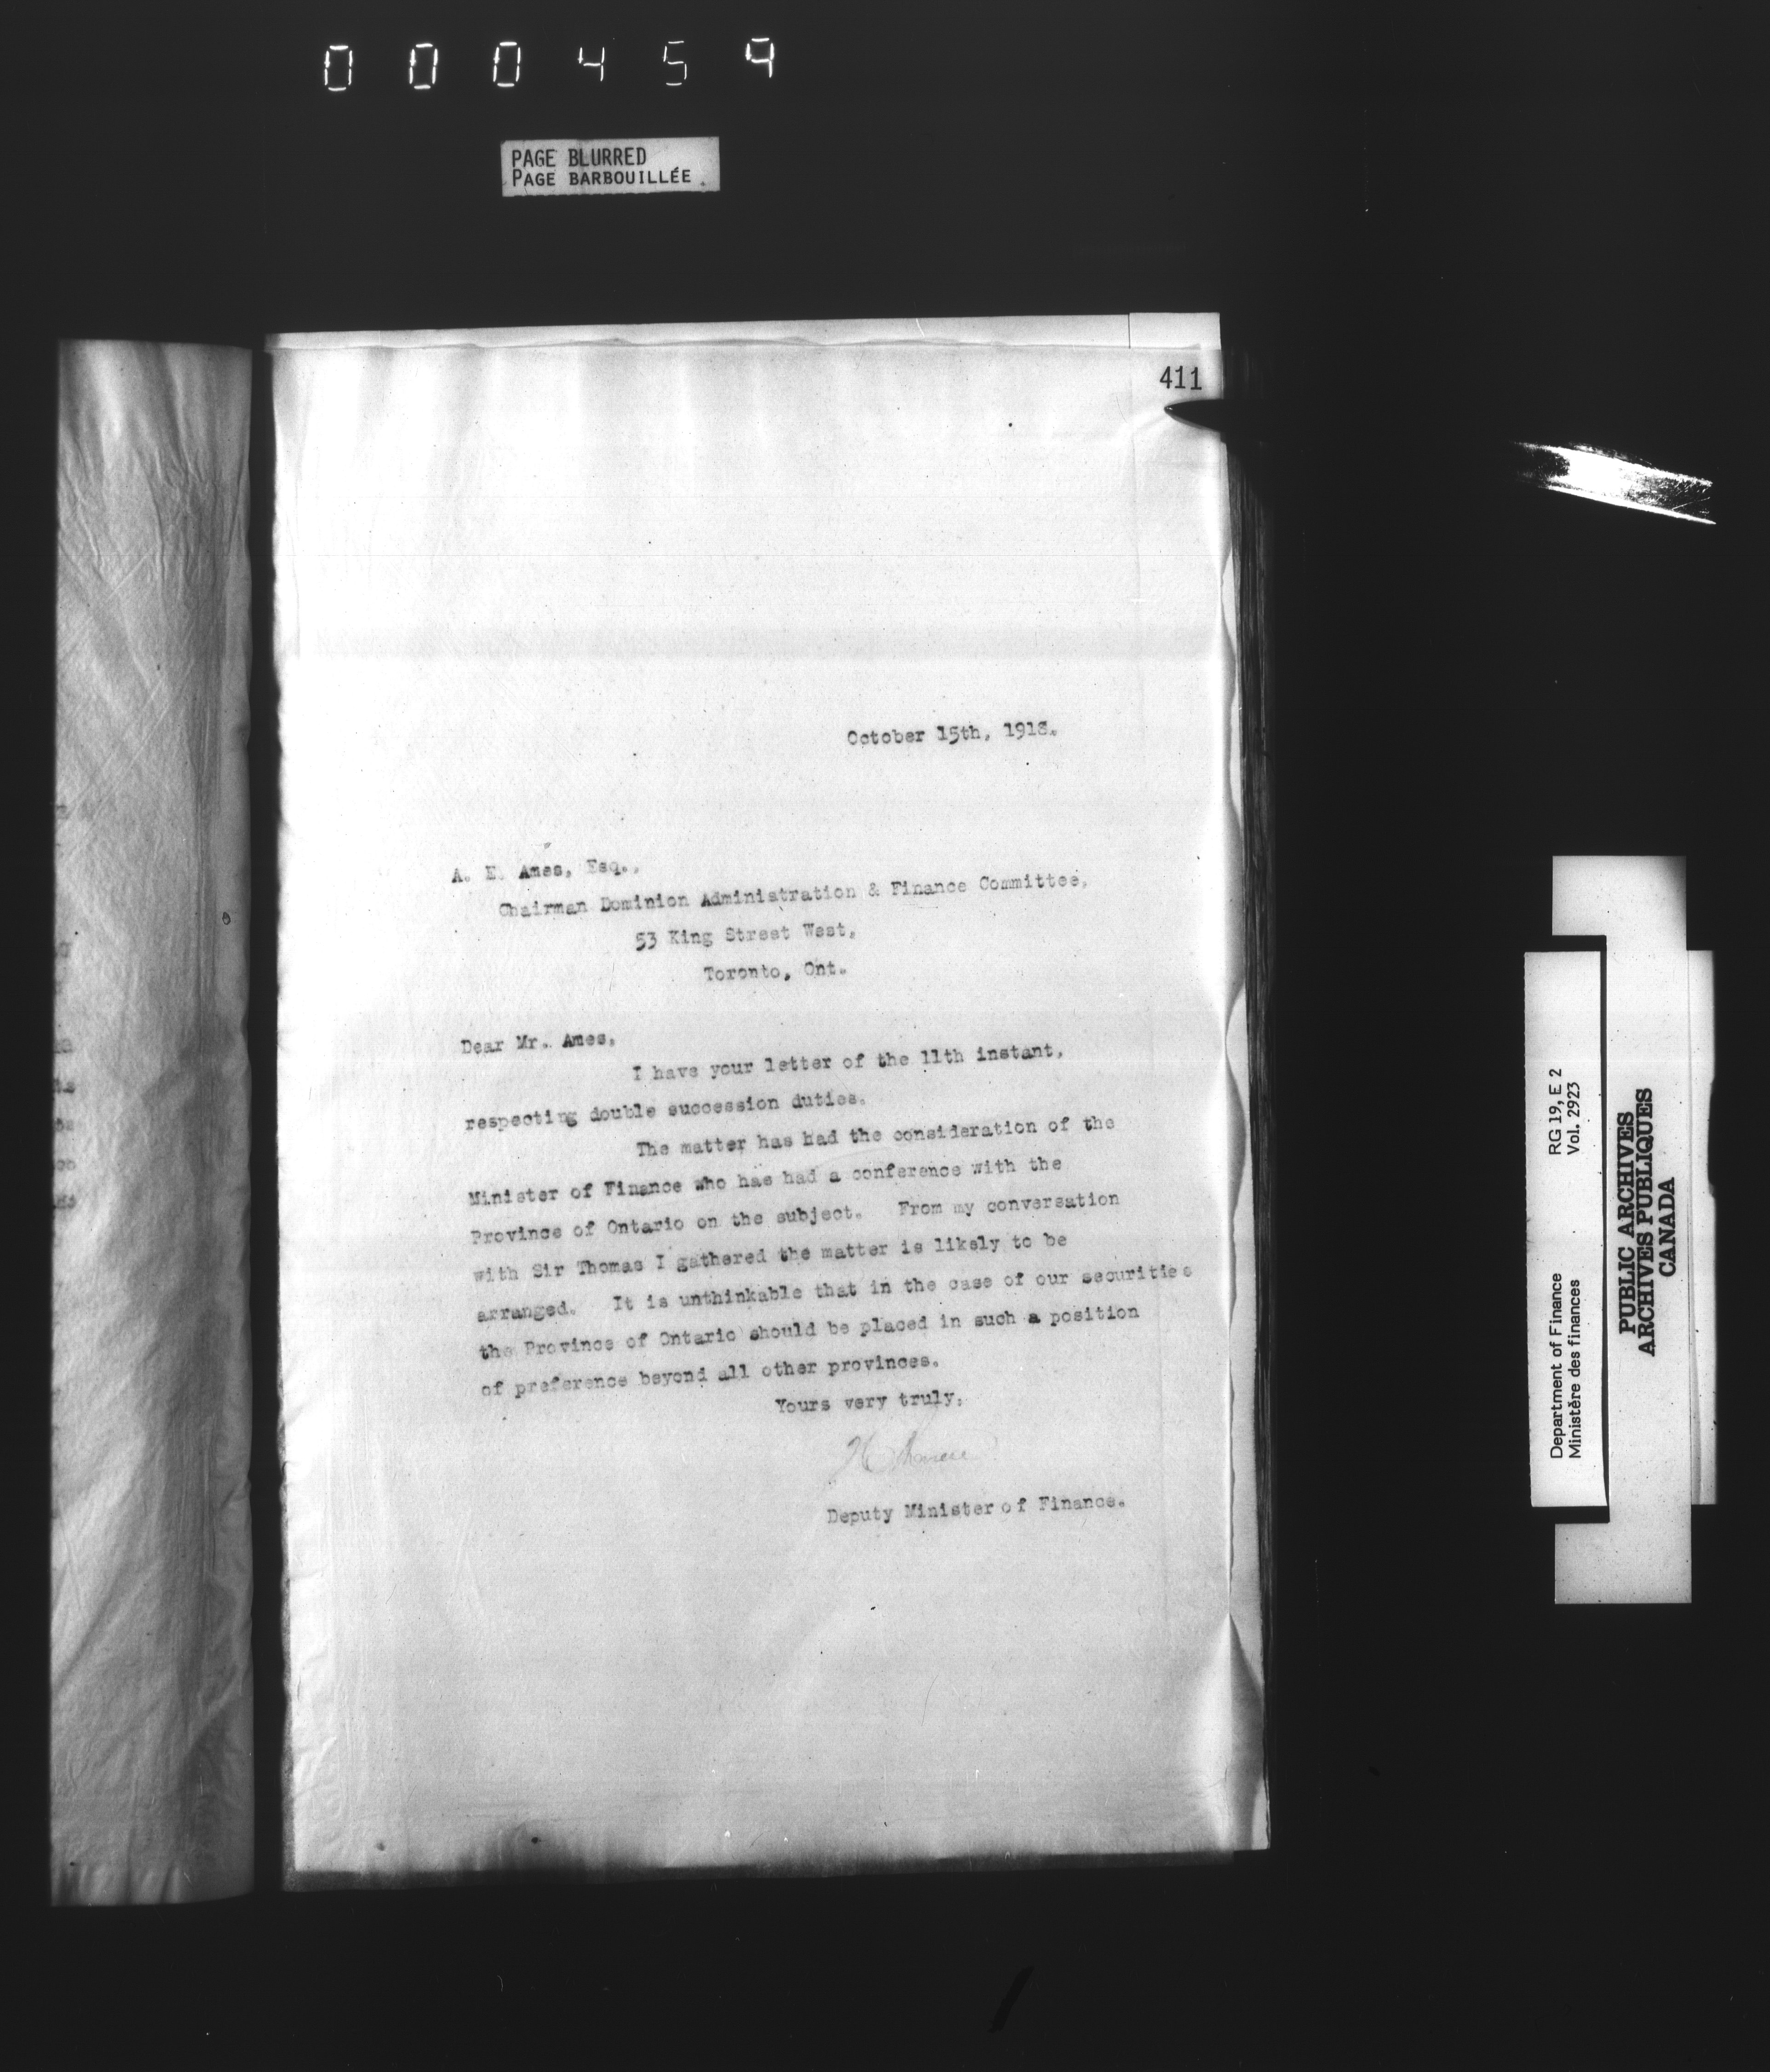 000459
PAGE BLURRED
PAGE BARBOUILLÉE
411
October 15th, 1918.
A. E. Ames, Esq.,
Chairman Dominion Administration & Finance Committee,
53 King Street West,
Toronto, Ont.
Dear Mr. Ames,
I have your letter of the 11th instant,
respecting double succession duties.
The matter has had the consideration of the
Minister of Finance who has had a conference with the
Province of Ontario on the subject. From my conversation
with Sir Thomas I gathered the matter is likely to be
arranged. It is unthinkable that in the case of our securities
the Province of Ontario should be placed in such a position
of preference beyond all other provinces.
Yours very truly,
Deputy Minister of Finance.
Department of Finance RG 19, E 2
Ministère des finances Vol. 2923
PUBLIC ARCHIVES
ARCHIVES PUBLIQUES
CANADA